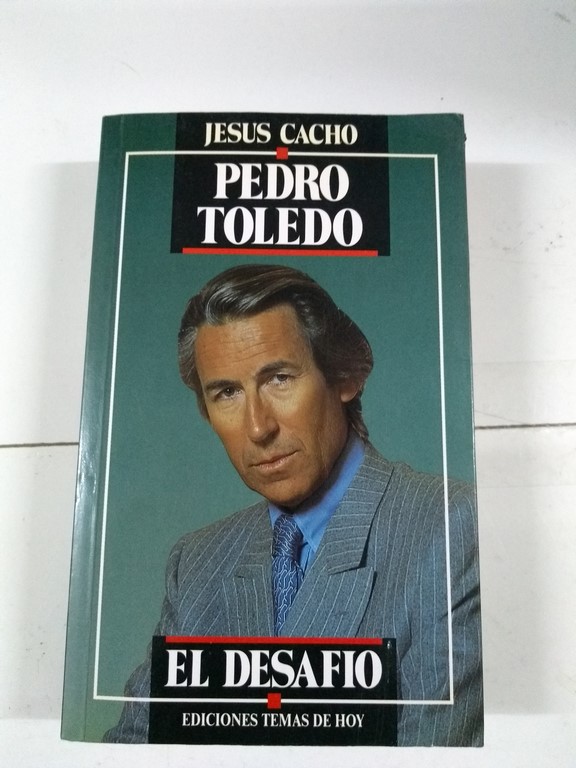 JESUS CACHO
PEDRO
TOLEDO
EL DESAFIO
EDICIONES TEMAS DE HOY